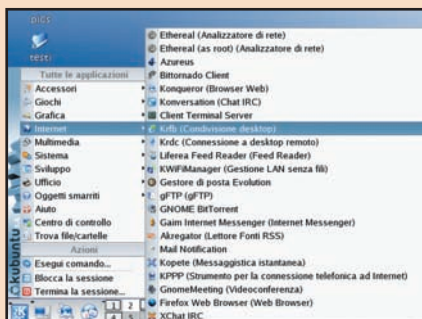 pics
testi
Tutte le applicazioni
Accessori
Giochi
Grafica
Internet
Multimedia
Sistema
Sviluppo
Ufficio
Oggetti smarriti
Aiuto
Centro di controllo
Trova file/cartelle
Azioni
Esegui comando...
Blocca la sessione
Termina la sessione...
kubuntu
1 2
4 5
Ethereal (Analizzatore di rete)
Ethereal (as root) (Analizzatore di rete)
Azureus
Bittornado Client
Konqueror (Browser Web)
Konversation (Chat IRC)
Client Terminal Server
Krfb (Condivisione desktop)
Krdc (Connessione a desktop remoto)
Liferea Feed Reader (Feed Reader)
KWiFiManager (Gestione LAN senza fili)
Gestore di posta Evolution
gFTP (gFTP)
GNOME BitTorrent
Gaim Internet Messenger (Internet Messenger)
Akregator (Lettore Fonti RSS)
Mail Notification
Kopete (Messaggistica istantanea)
KPPP (Strumento per la connessione telefonica ad Internet)
GnomeMeeting (Videoconferenza)
Firefox Web Browser (Web Browser)
XChat IRC